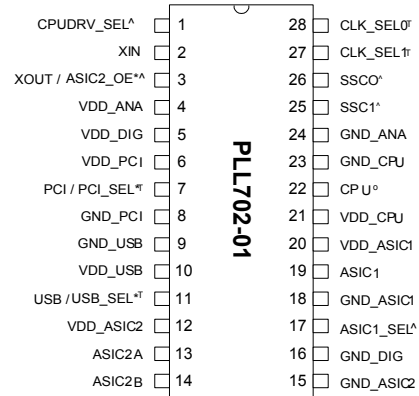 CPUDRV_SEL^ 1 28 CLK_SEL0ᵀ
XIN 2 27 CLK_SEL1ᵀ
XOUT / ASIC2_OE*^ 3 26 SSCO^
VDD_ANA 4 25 SSC1^
VDD_DIG 5 24 GND_ANA
VDD_PCI 6 23 GND_CPU
PCI / PCI_SEL*ᵀ 7 22 CPUº
GND_PCI 8 21 VDD_CPU
GND_USB 9 20 VDD_ASIC1
VDD_USB 10 19 ASIC1
USB / USB_SEL*ᵀ 11 18 GND_ASIC1
VDD_ASIC2 12 17 ASIC1_SEL^
ASIC2A 13 16 GND_DIG
ASIC2B 14 15 GND_ASIC2
PLL702-01